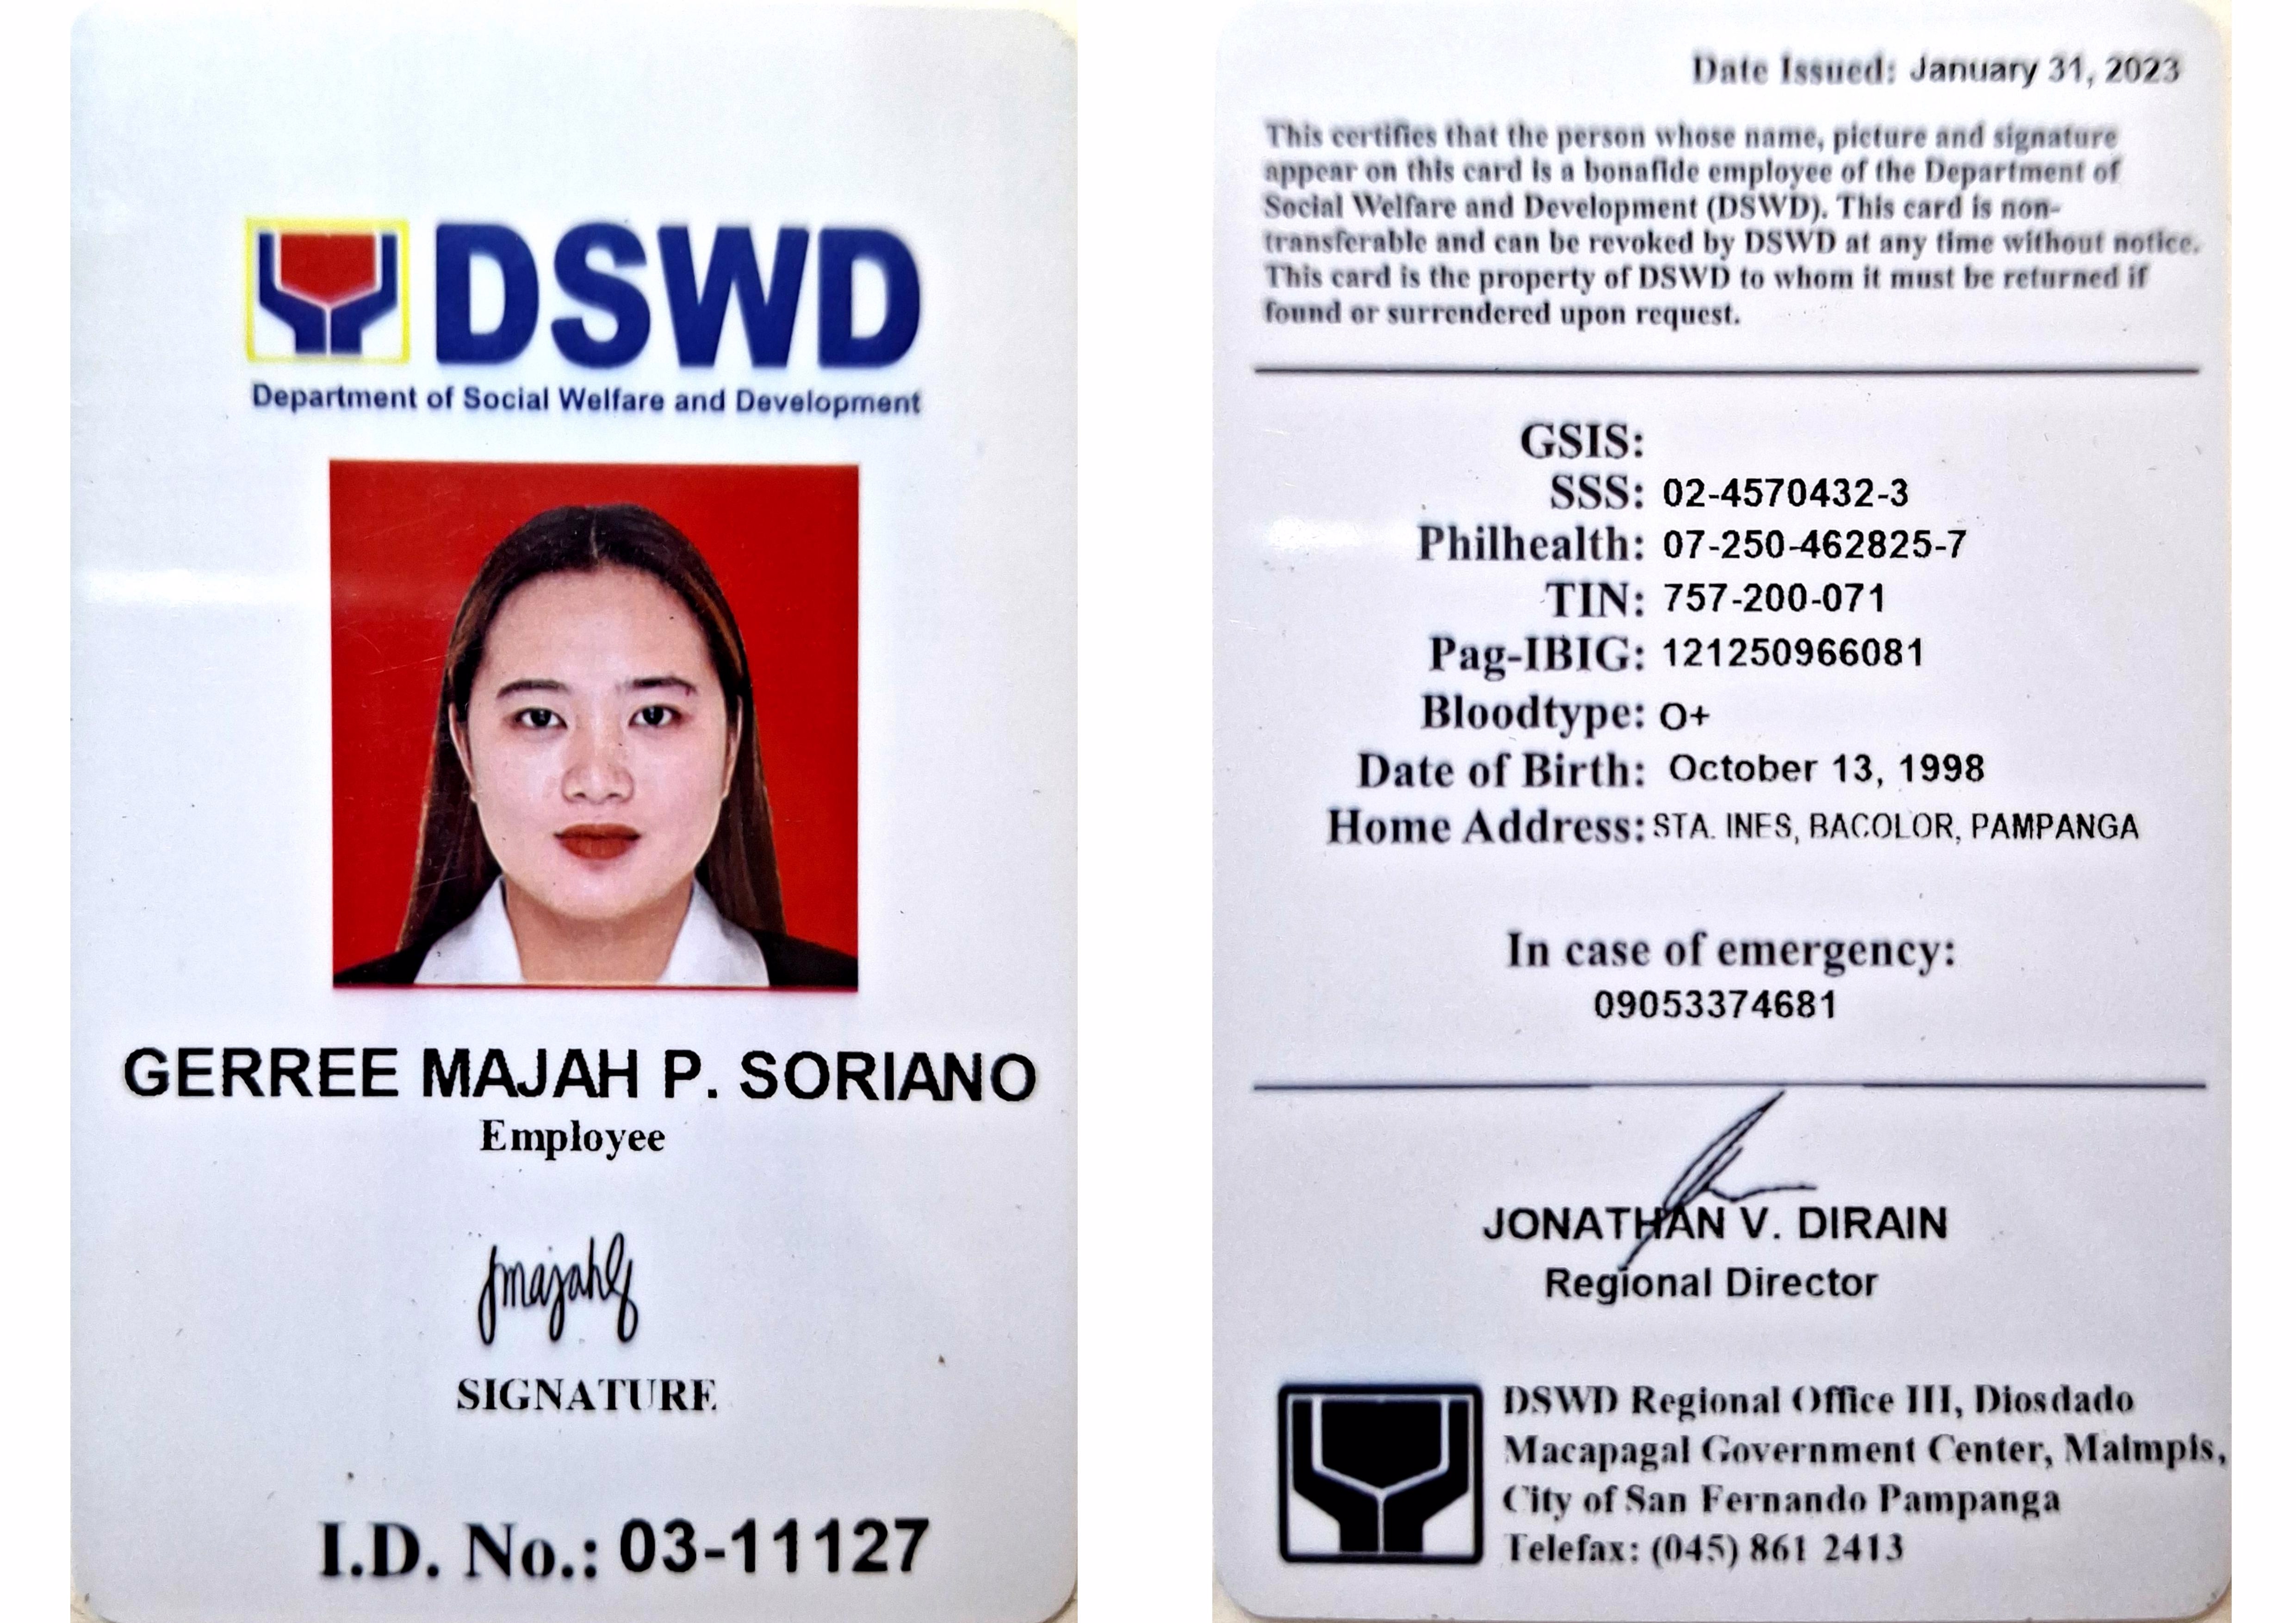 DSWD
Department of Social Welfare and Development
GERREE MAJAH P. SORIANO
Employee
SIGNATURE
I.D. No.: 03-11127
Date Issued: January 31, 2023
This certifies that the person whose name, picture and signature
appear on this card is a bonafide employee of the Department of
Social Welfare and Development (DSWD). This card is non-
transferable and can be revoked by DSWD at any time without notice.
This card is the property of DSWD to whom it must be returned if
found or surrendered upon request.
GSIS:
SSS: 02-4570432-3
Philhealth: 07-250-462825-7
TIN: 757-200-071
Pag-IBIG: 121250966081
Bloodtype: O+
Date of Birth: October 13, 1998
Home Address: STA. INES, BACOLOR, PAMPANGA
In case of emergency:
09053374681
JONATHAN V. DIRAIN
Regional Director
DSWD Regional Office III, Diosdado
Macapagal Government Center, Maimpis,
City of San Fernando Pampanga
Telefax: (045) 861 2413